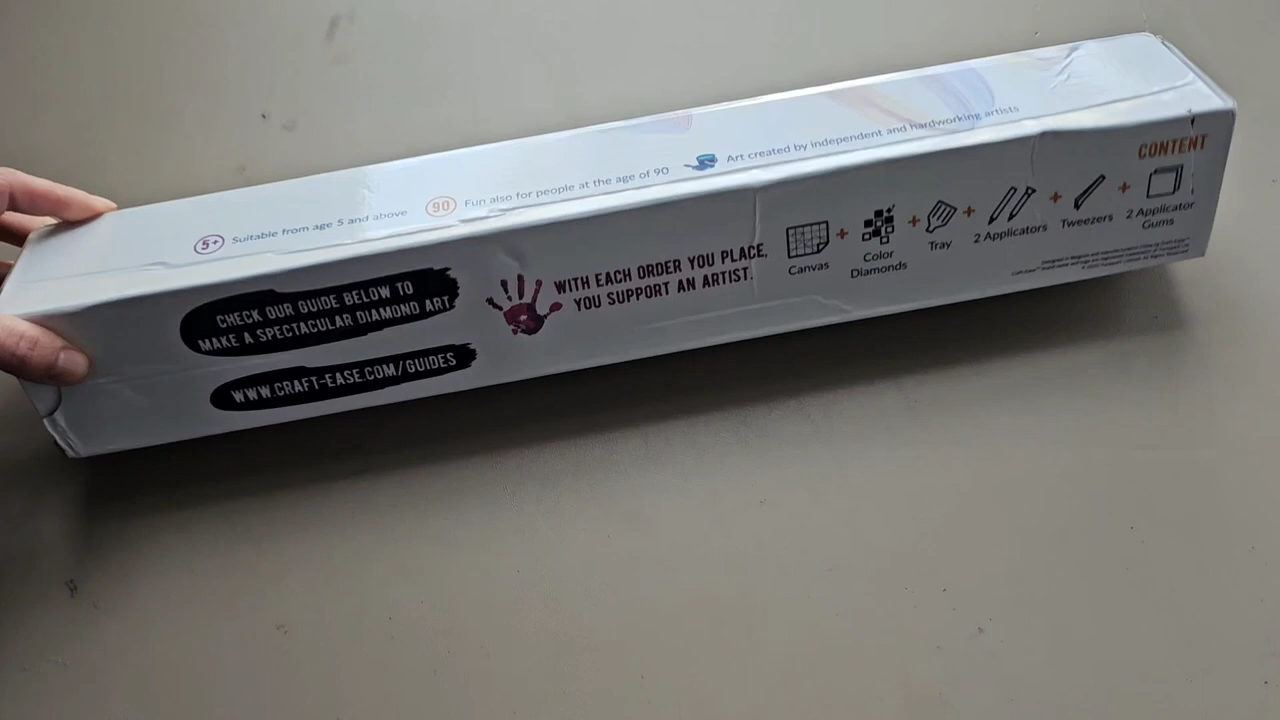 5+ Suitable from age 5 and above
90 Fun also for people at the age of 90
Art created by independent and hardworking artists
CHECK OUR GUIDE BELOW TO
MAKE A SPECTACULAR DIAMOND ART.
WWW.CRAFT-EASE.COM/GUIDES
WITH EACH ORDER YOU PLACE,
YOU SUPPORT AN ARTIST.
CONTENT
Canvas
+
Color
Diamonds
+
Tray
+
2 Applicators
+
Tweezers
+
2 Applicator
Gums